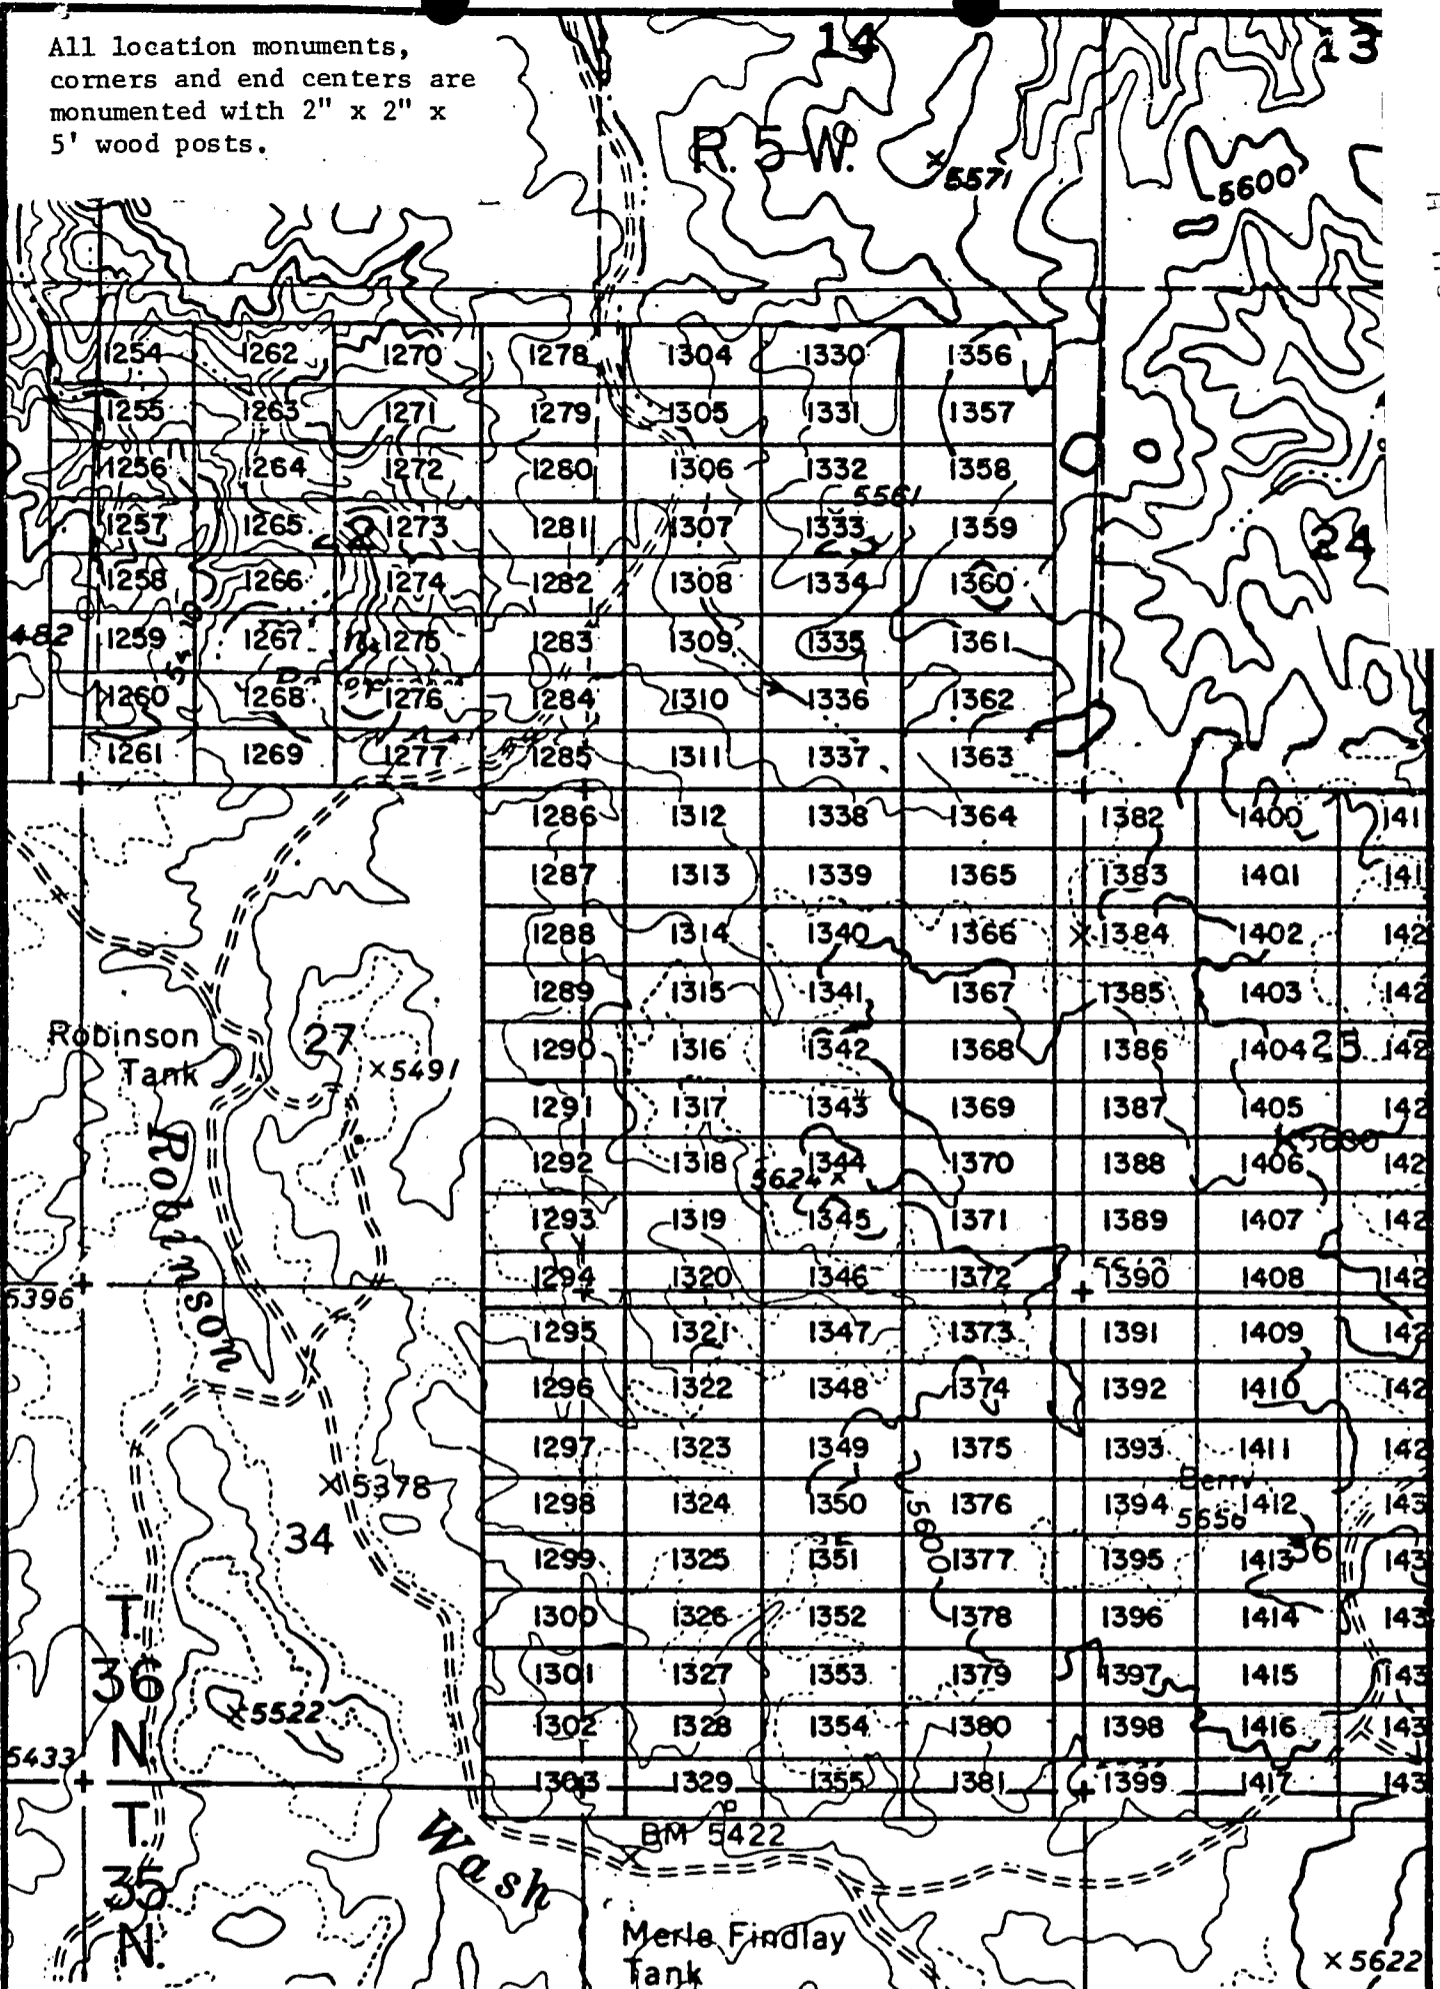 All location monuments,
corners and end centers are
monumented with 2" x 2" x
5' wood posts.
14
13
R. 5 W.
5571
5600
1254 1262 1270 1278 1304 1330 1356
1255 1263 1271 1279 1305 1331 1357
1256 1264 1272 1280 1306 1332 1358
5561
1257 1265 1273 1281 1307 1333 1359
24
1258 1266 1274 1282 1308 1334 1360
482 1259 1267 1275 1283 1309 1335 1361
1260 1268 1276 1284 1310 1336 1362
1261 1269 1277 1285 1311 1337 1363
1286 1312 1338 1364 1382 1400
1287 1313 1339 1365 1383 1401
1288 1314 1340 1366 1384 1402
1289 1315 1341 1367 1385 1403
Robinson
Tank
27
5491
1290 1316 1342 1368 1386 1404 25
1291 1317 1343 1369 1387 1405
1292 1318 1344 1370 1388 1406
5624
1293 1319 1345 1371 1389 1407
Robinson
5396
1294 1320 1346 1372 1390 1408
1295 1321 1347 1373 1391 1409
1296 1322 1348 1374 1392 1410
1297 1323 1349 1375 1393 1411
5378
Berry
5656
1298 1324 1350 1376 1394 1412
34
5600
1299 1325 1351 1377 1395 1413 36
1300 1326 1352 1378 1396 1414
T.
36
N.
1301 1327 1353 1379 1397 1415
5522
1302 1328 1354 1380 1398 1416
5433
1303 1329 1355 1381 1399 1417
T.
35
N.
Wash
BM 5422
Merle Findlay
Tank
5622